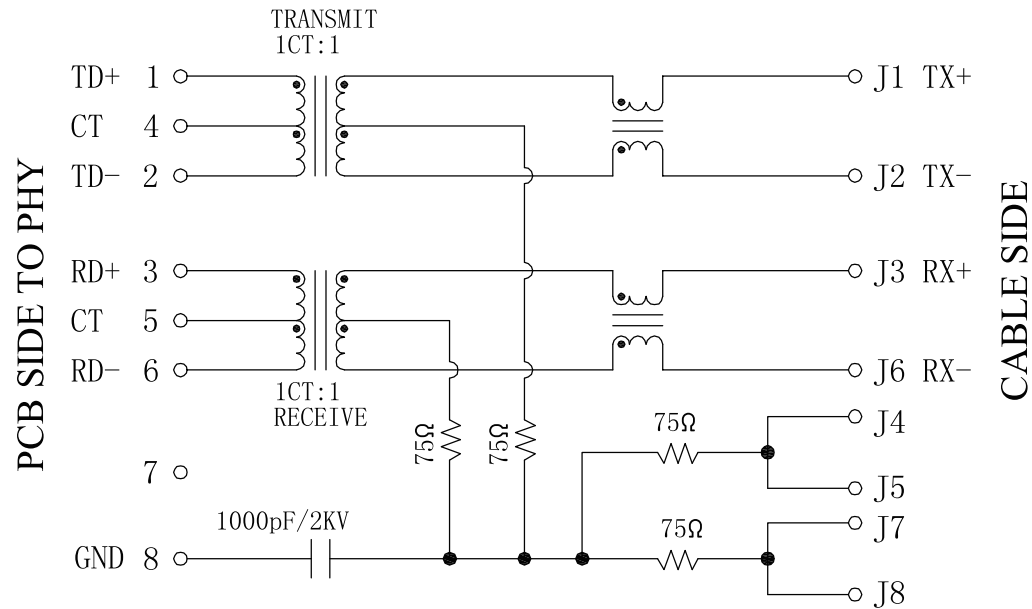 TRANSMIT
1CT:1
TD+ 1
J1 TX+
CT 4
TD- 2
J2 TX-
PCB SIDE TO PHY
CABLE SIDE
RD+ 3
J3 RX+
CT 5
RD- 6
J6 RX-
1CT:1
RECEIVE
75Ω
75Ω
75Ω
J4
7
J5
1000pF/2KV
75Ω
J7
GND 8
J8